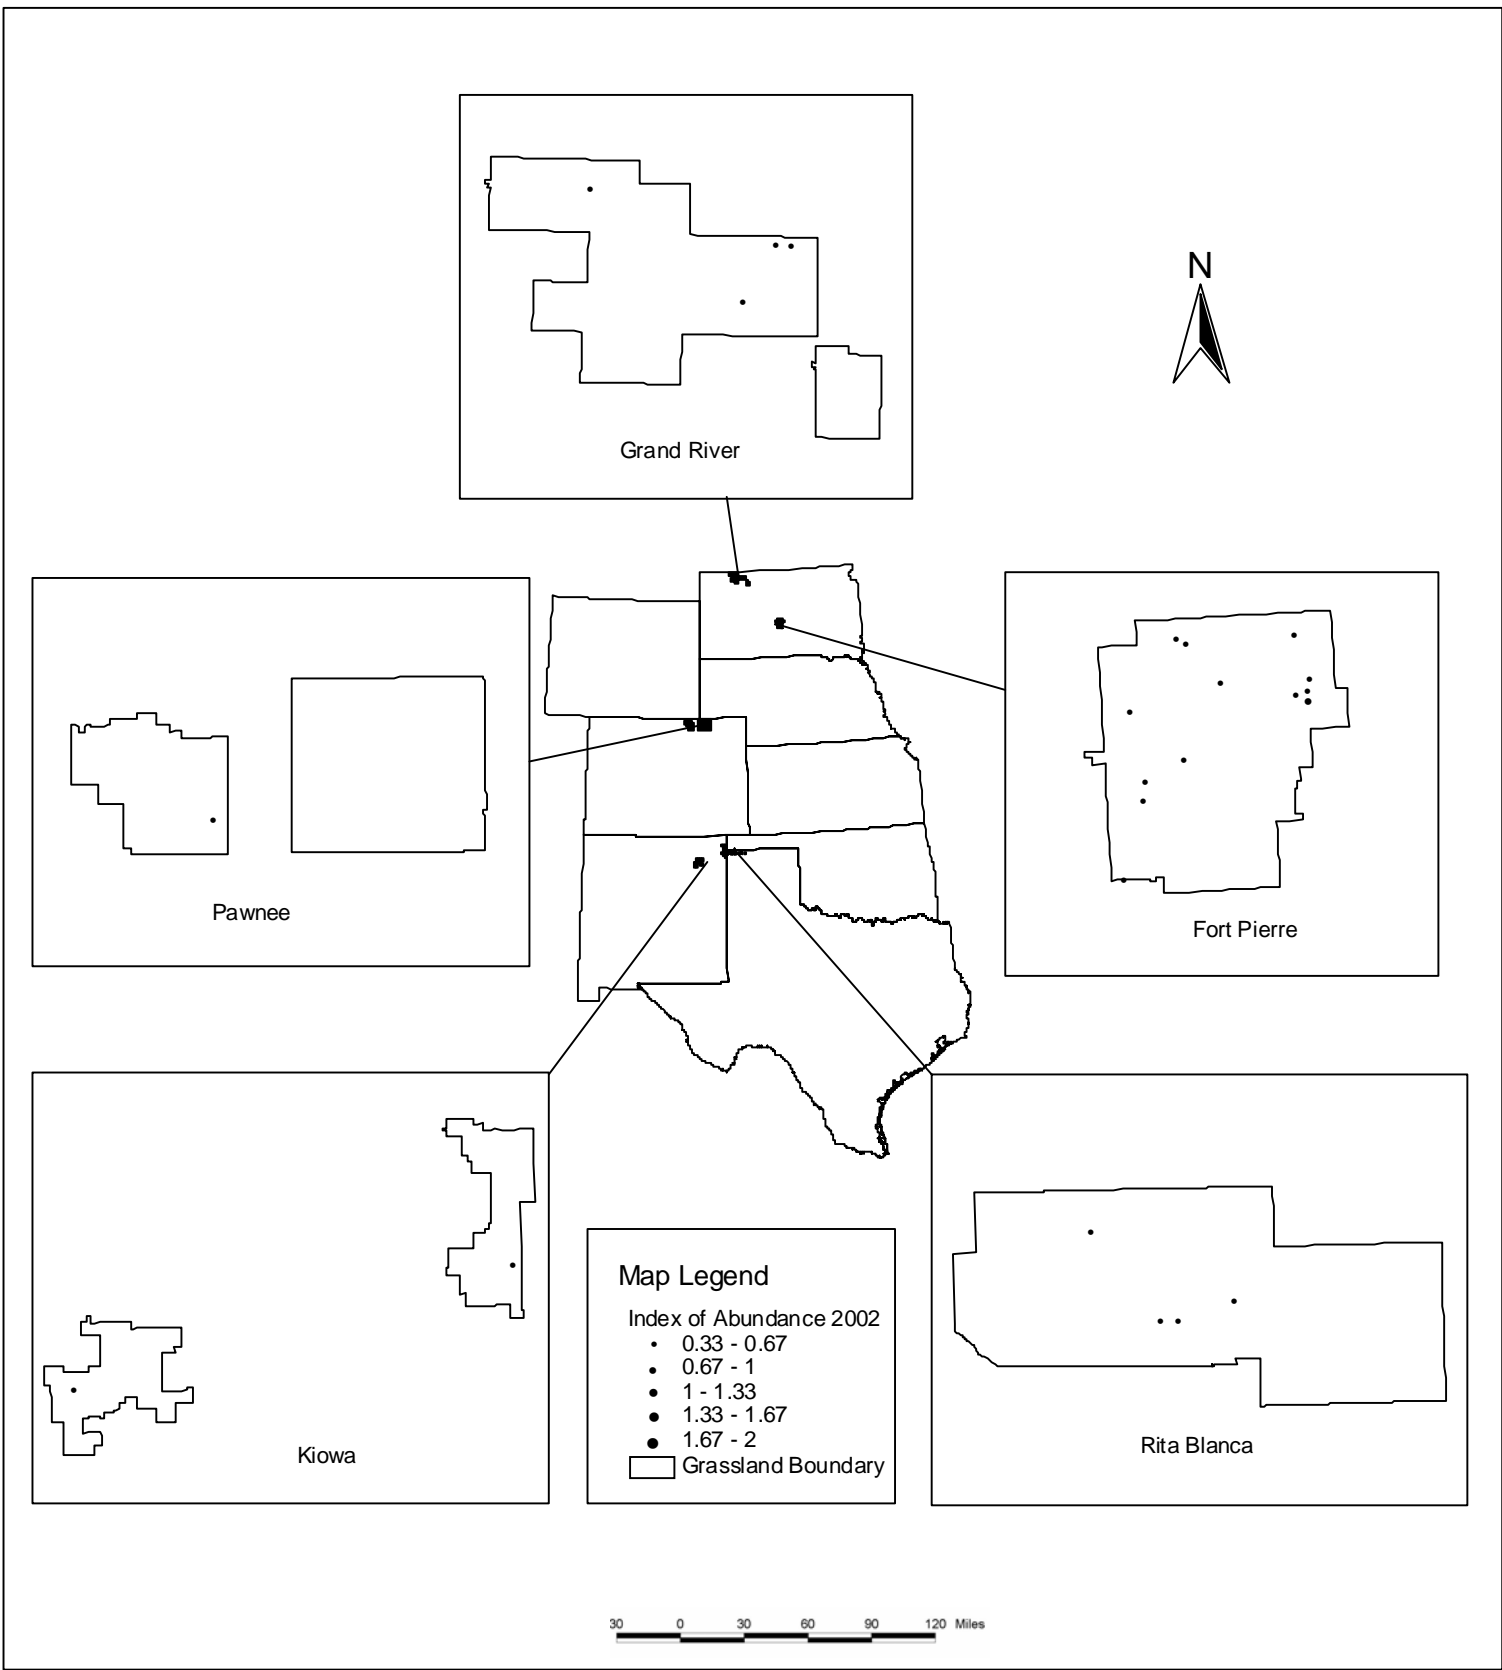 N
Grand River
Pawnee
Fort Pierre
Kiowa
Map Legend
Index of Abundance 2002
0.33 - 0.67
0.67 - 1
1 - 1.33
1.33 - 1.67
1.67 - 2
Grassland Boundary
Rita Blanca
30 0 30 60 90 120 Miles